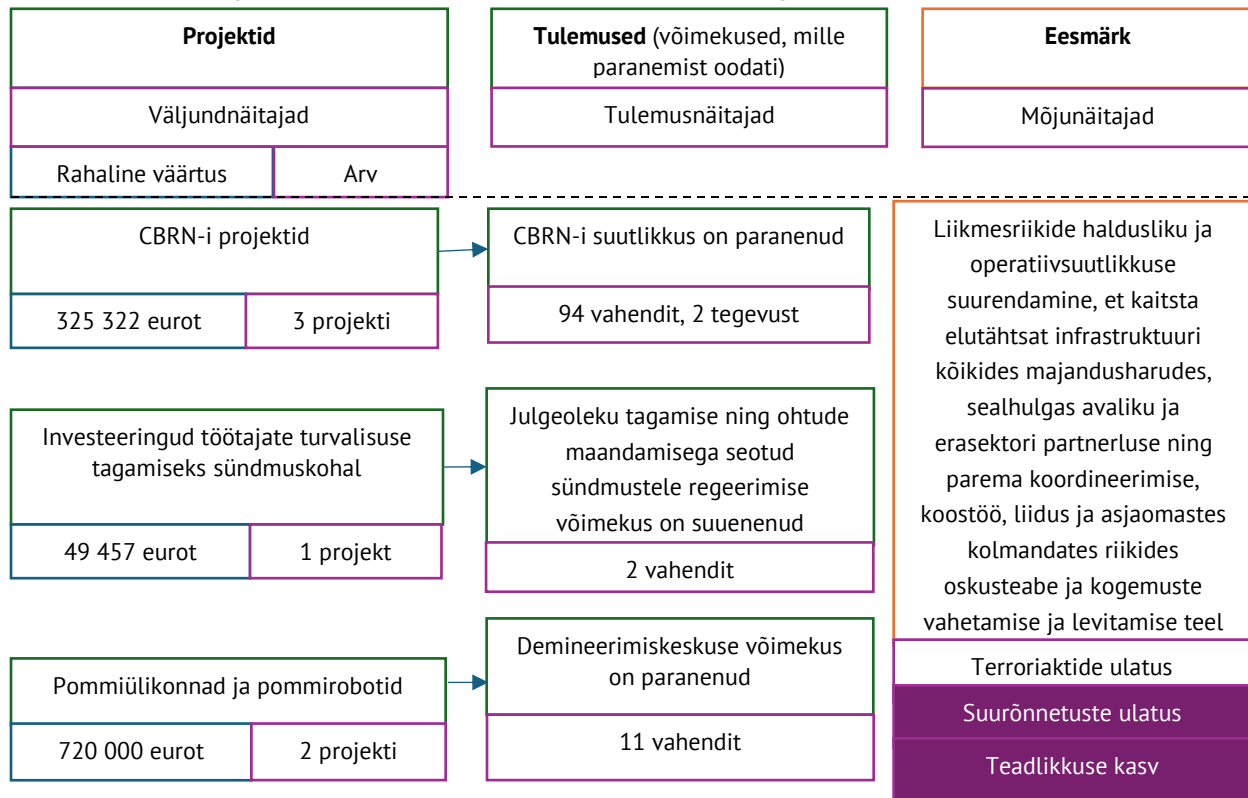 Projektid
Väljundnäitajad
Rahaline väärtus
Arv
Tulemused (võimekused, mille
paranemist oodati)
Tulemusnäitajad
Eesmärk
Mõjunäitajad
CBRN-i projektid
325 322 eurot
3 projekti
CBRN-i suutlikkus on paranenud
94 vahendit, 2 tegevust
Investeeringud töötajate turvalisuse
tagamiseks sündmuskohal
49 457 eurot
1 projekt
Julgeoleku tagamise ning ohtude
maandamisega seotud
sündmustele regeerimise
võimekus on suuenenud
2 vahendit
Pommiülikonnad ja pommirobotid
720 000 eurot
2 projekti
Demineerimiskeskuse võimekus
on paranenud
11 vahendit
Liikmesriikide haldusliku ja
operatiivsuutlikkuse
suurendamine, et kaitsta
elutähtsat infrastruktuuri
kõikides majandusharudes,
sealhulgas avaliku ja
erasektori partnerluse ning
parema koordineerimise,
koostöö, liidus ja asjaomastes
kolmandates riikides
oskusteabe ja kogemuste
vahetamise ja levitamise teel
Terroriaktide ulatus
Suurõnnetuste ulatus
Teadlikkuse kasv